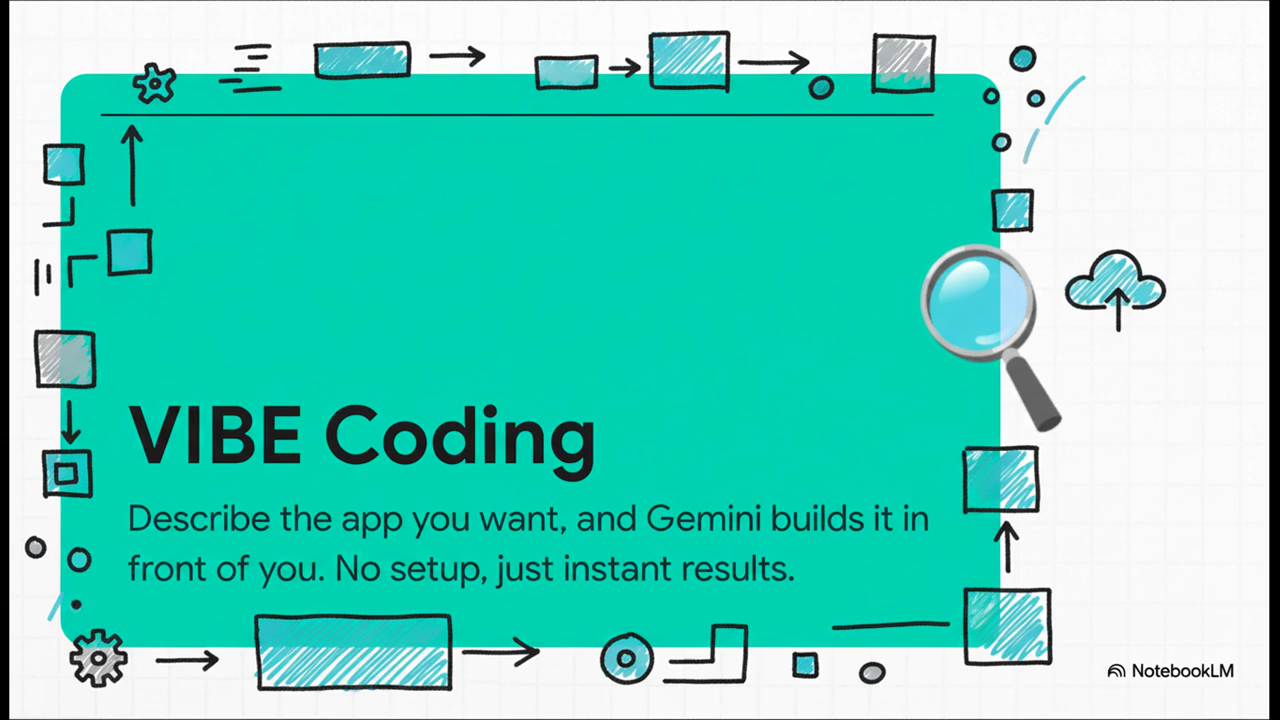 VIBE Coding
Describe the app you want, and Gemini builds it in
front of you. No setup, just instant results.
NotebookLM